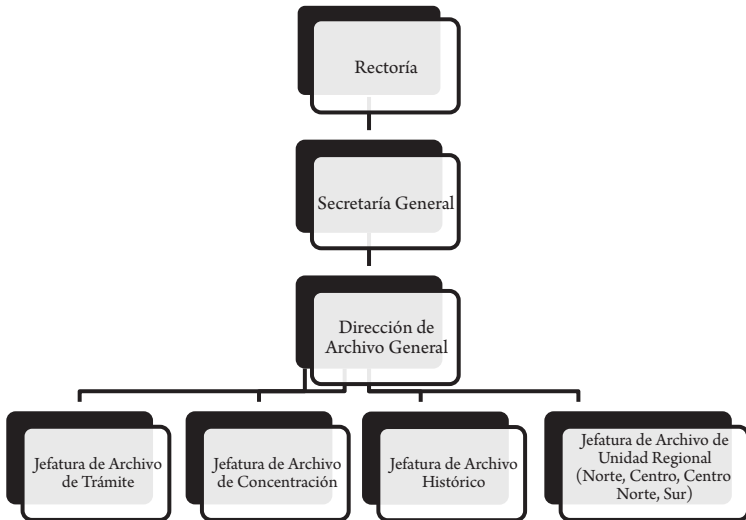 Rectoría
Secretaría General
Dirección de
Archivo General
Jefatura de Archivo
de Trámite
Jefatura de Archivo
de Concentración
Jefatura de Archivo
Histórico
Jefatura de Archivo de
Unidad Regional
(Norte, Centro, Centro
Norte, Sur)